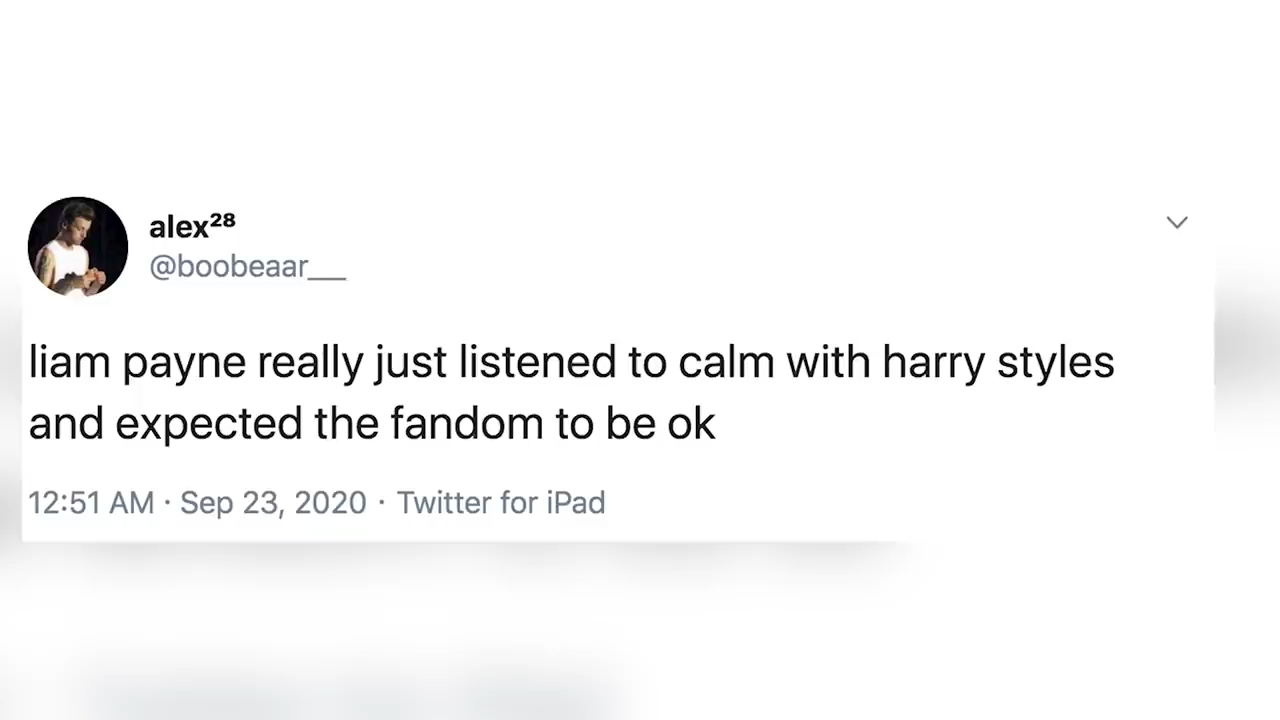 alex²⁸
@boobeaar___
liam payne really just listened to calm with harry styles
and expected the fandom to be ok
12:51 AM · Sep 23, 2020 · Twitter for iPad